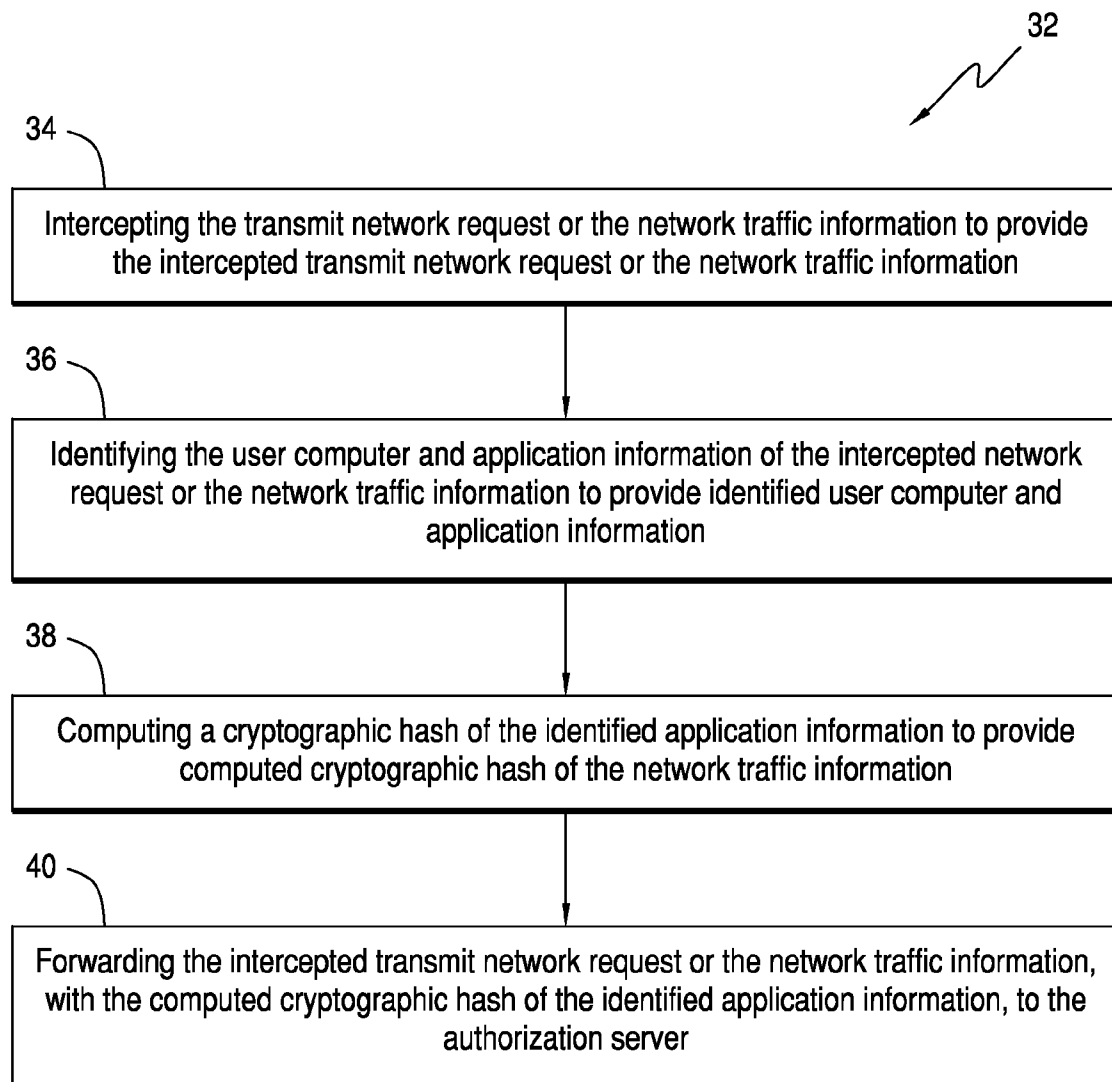 32
34
Intercepting the transmit network request or the network traffic information to provide
the intercepted transmit network request or the network traffic information
36
Identifying the user computer and application information of the intercepted network
request or the network traffic information to provide identified user computer and
application information
38
Computing a cryptographic hash of the identified application information to provide
computed cryptographic hash of the network traffic information
40
Forwarding the intercepted transmit network request or the network traffic information,
with the computed cryptographic hash of the identified application information, to the
authorization server